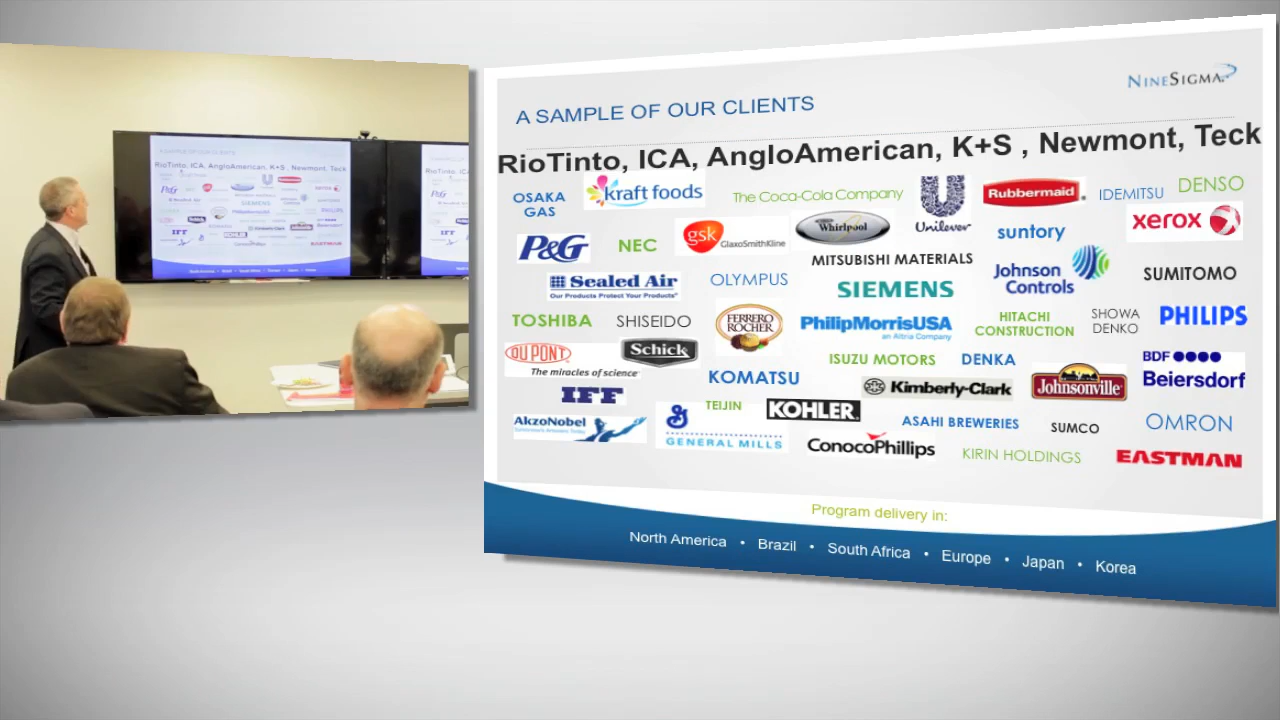 NINESIGMA
A SAMPLE OF OUR CLIENTS
RioTinto, ICA, AngloAmerican, K+S , Newmont, Teck
OSAKA GAS
kraft foods
The Coca-Cola Company
Unilever
Rubbermaid
IDEMITSU
DENSO
P&G
NEC
gsk GlaxoSmithKline
Whirlpool
suntory
xerox
MITSUBISHI MATERIALS
Sealed Air
Our Products Protect Your Products®
OLYMPUS
SIEMENS
Johnson Controls
SUMITOMO
TOSHIBA
SHISEIDO
FERRERO ROCHER
PhilipMorrisUSA
an Altria Company
HITACHI CONSTRUCTION
SHOWA DENKO
PHILIPS
DU PONT
The miracles of science
Schick
ISUZU MOTORS
DENKA
BDF
Beiersdorf
KOMATSU
Kimberly-Clark
Johnsonville
IFF
TEIJIN
KOHLER
AkzoNobel
G
GENERAL MILLS
ASAHI BREWERIES
SUMCO
OMRON
ConocoPhillips
KIRIN HOLDINGS
EASTMAN
Program delivery in:
North America • Brazil • South Africa • Europe • Japan • Korea